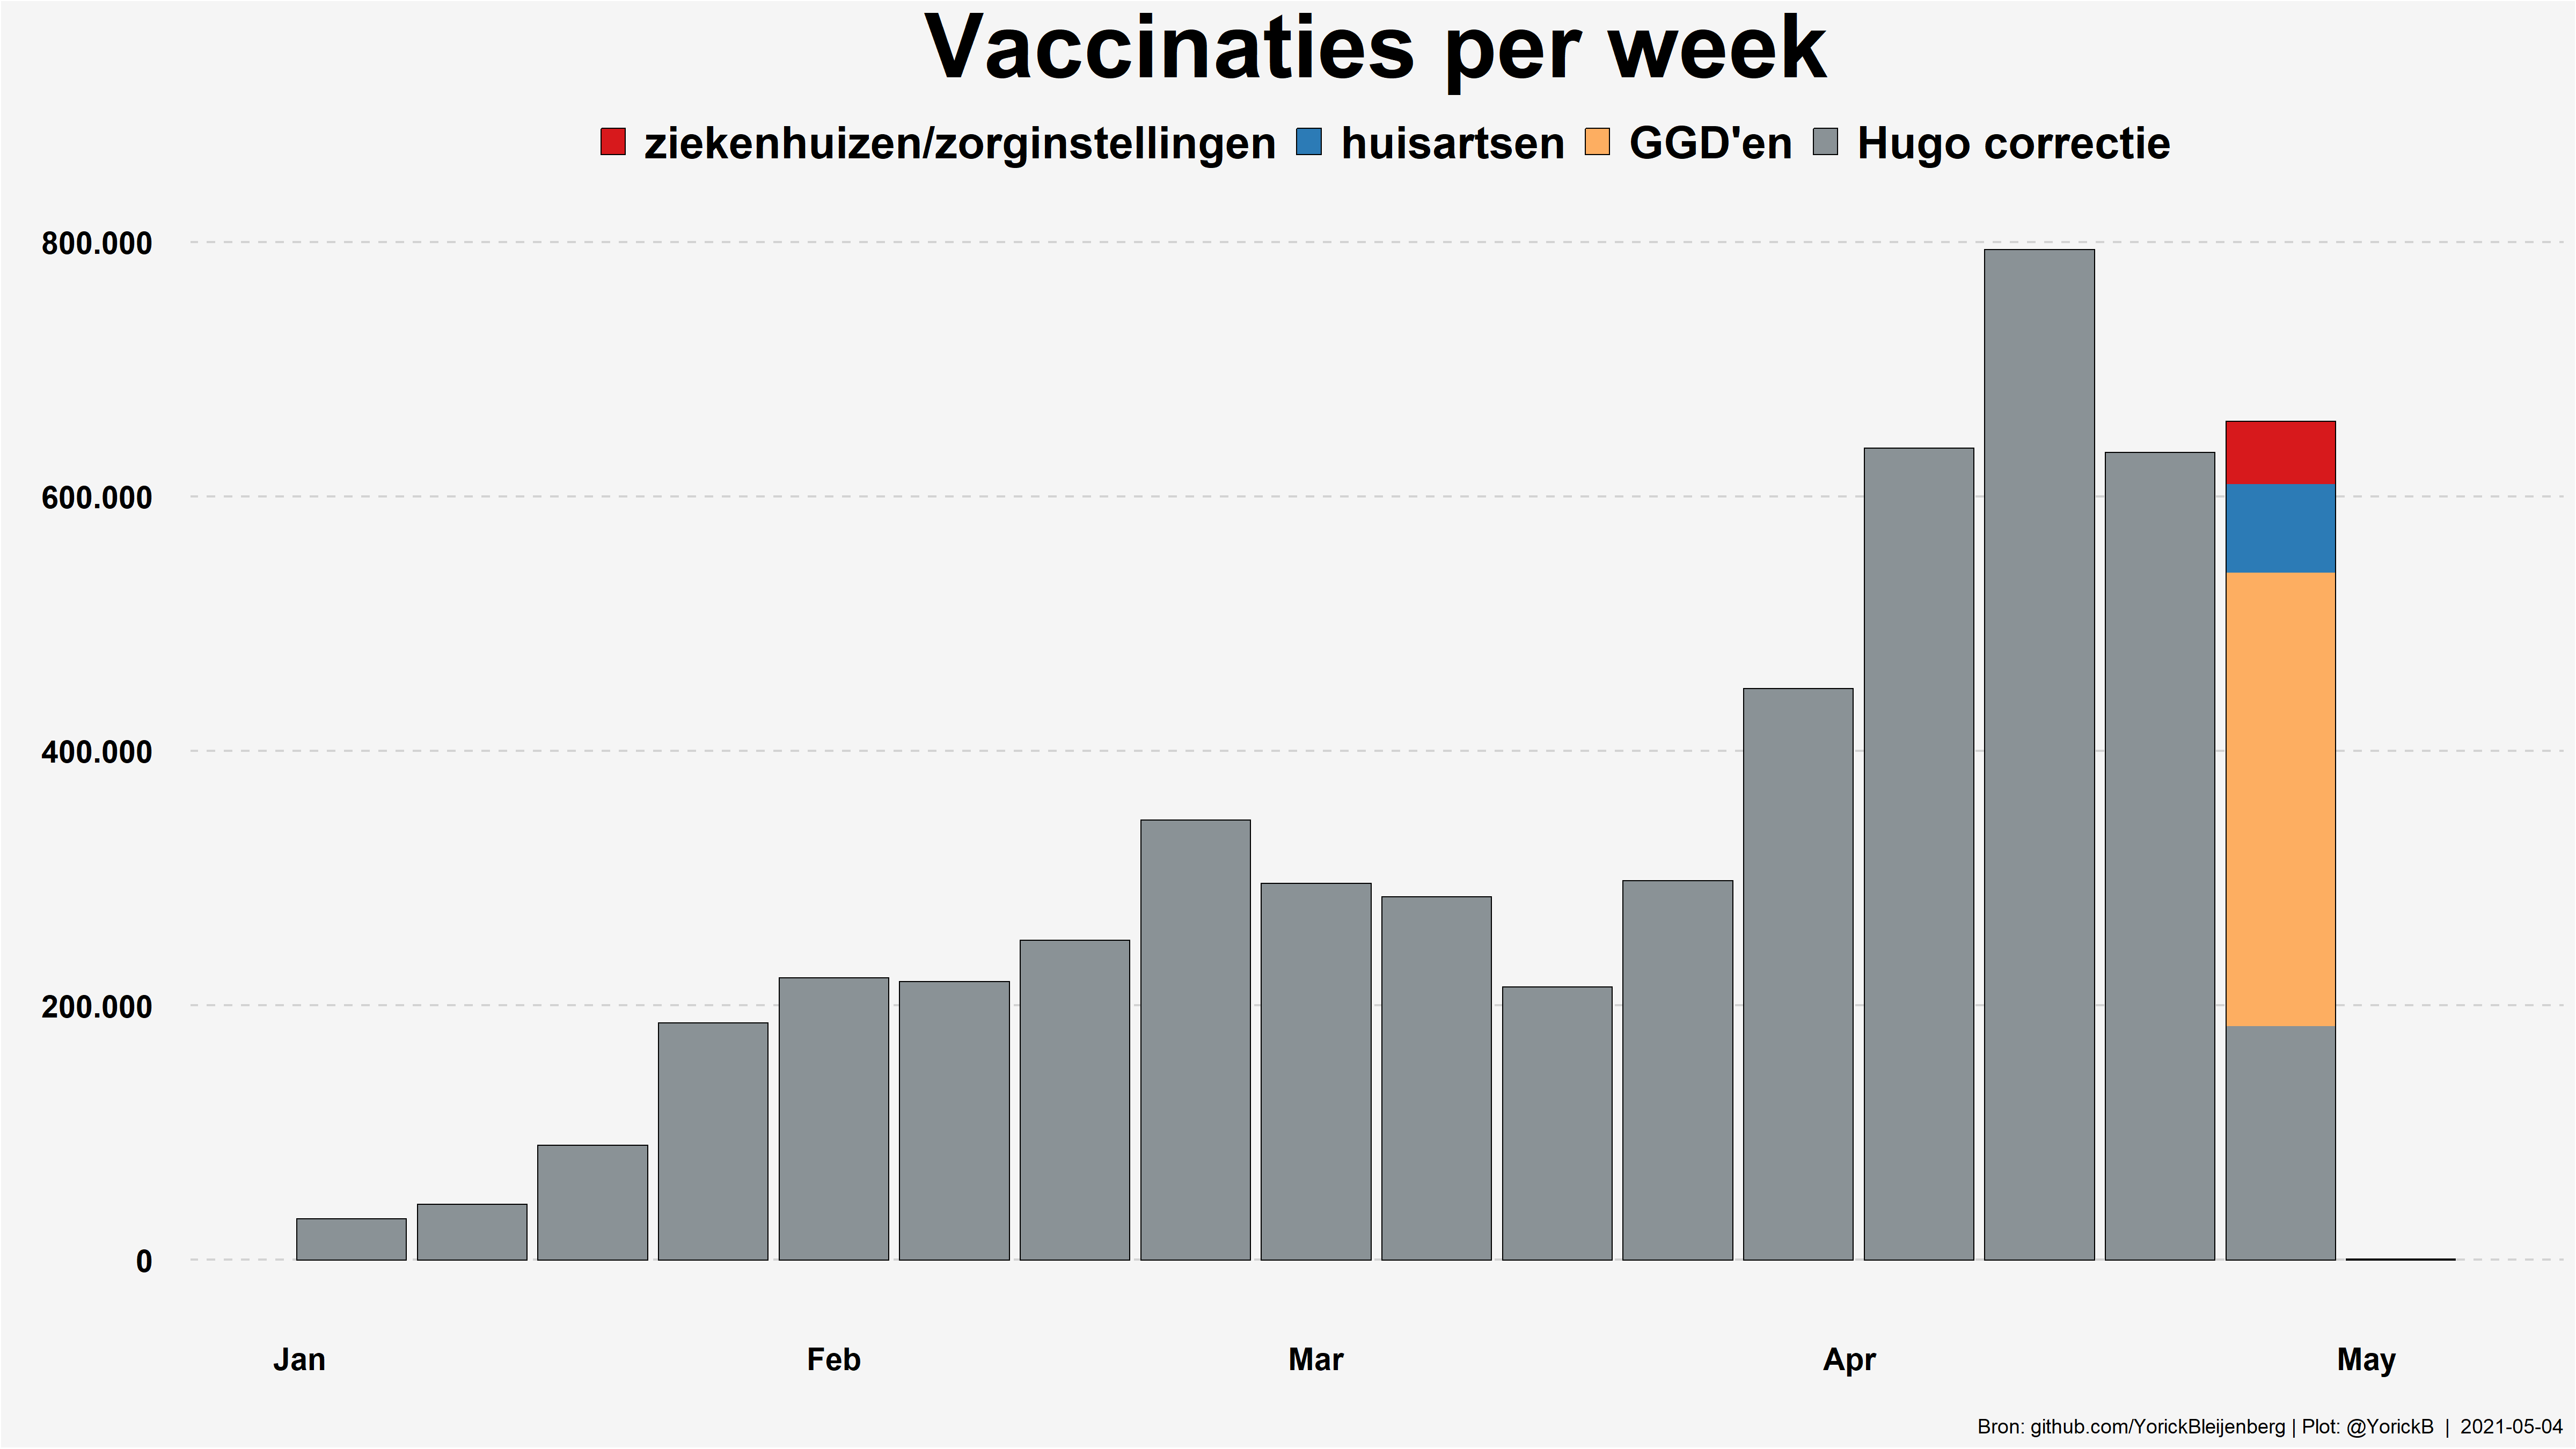 Vaccinaties per week
ziekenhuizen/zorginstellingen huisartsen GGD'en Hugo correctie
800.000
600.000
400.000
200.000
0
Jan Feb Mar Apr May
Bron: github.com/YorickBleijenberg | Plot: @YorickB | 2021-05-04